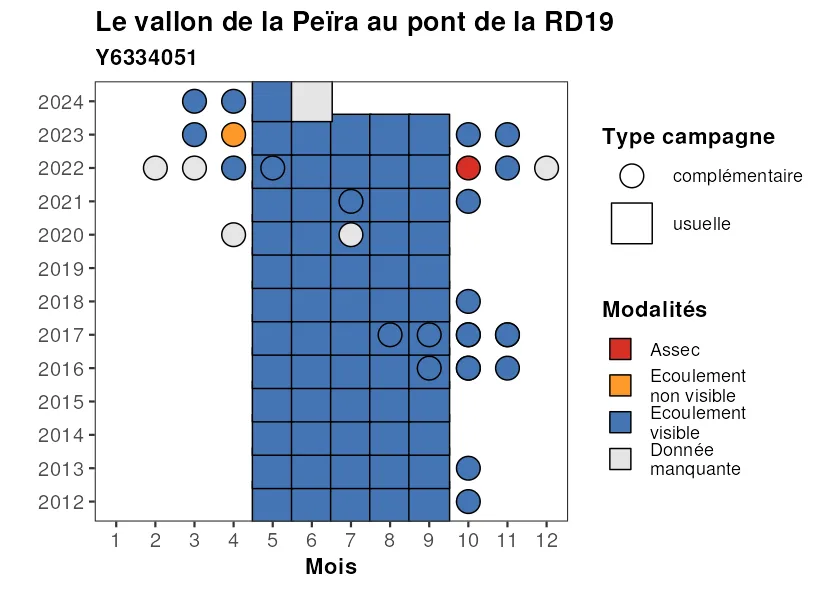 Le vallon de la Peïra au pont de la RD19
Y6334051
2024
2023
2022
2021
2020
2019
2018
2017
2016
2015
2014
2013
2012
1 2 3 4 5 6 7 8 9 10 11 12
Mois
Type campagne
complémentaire
usuelle
Modalités
Assec
Ecoulement
non visible
Ecoulement
visible
Donnée
manquante